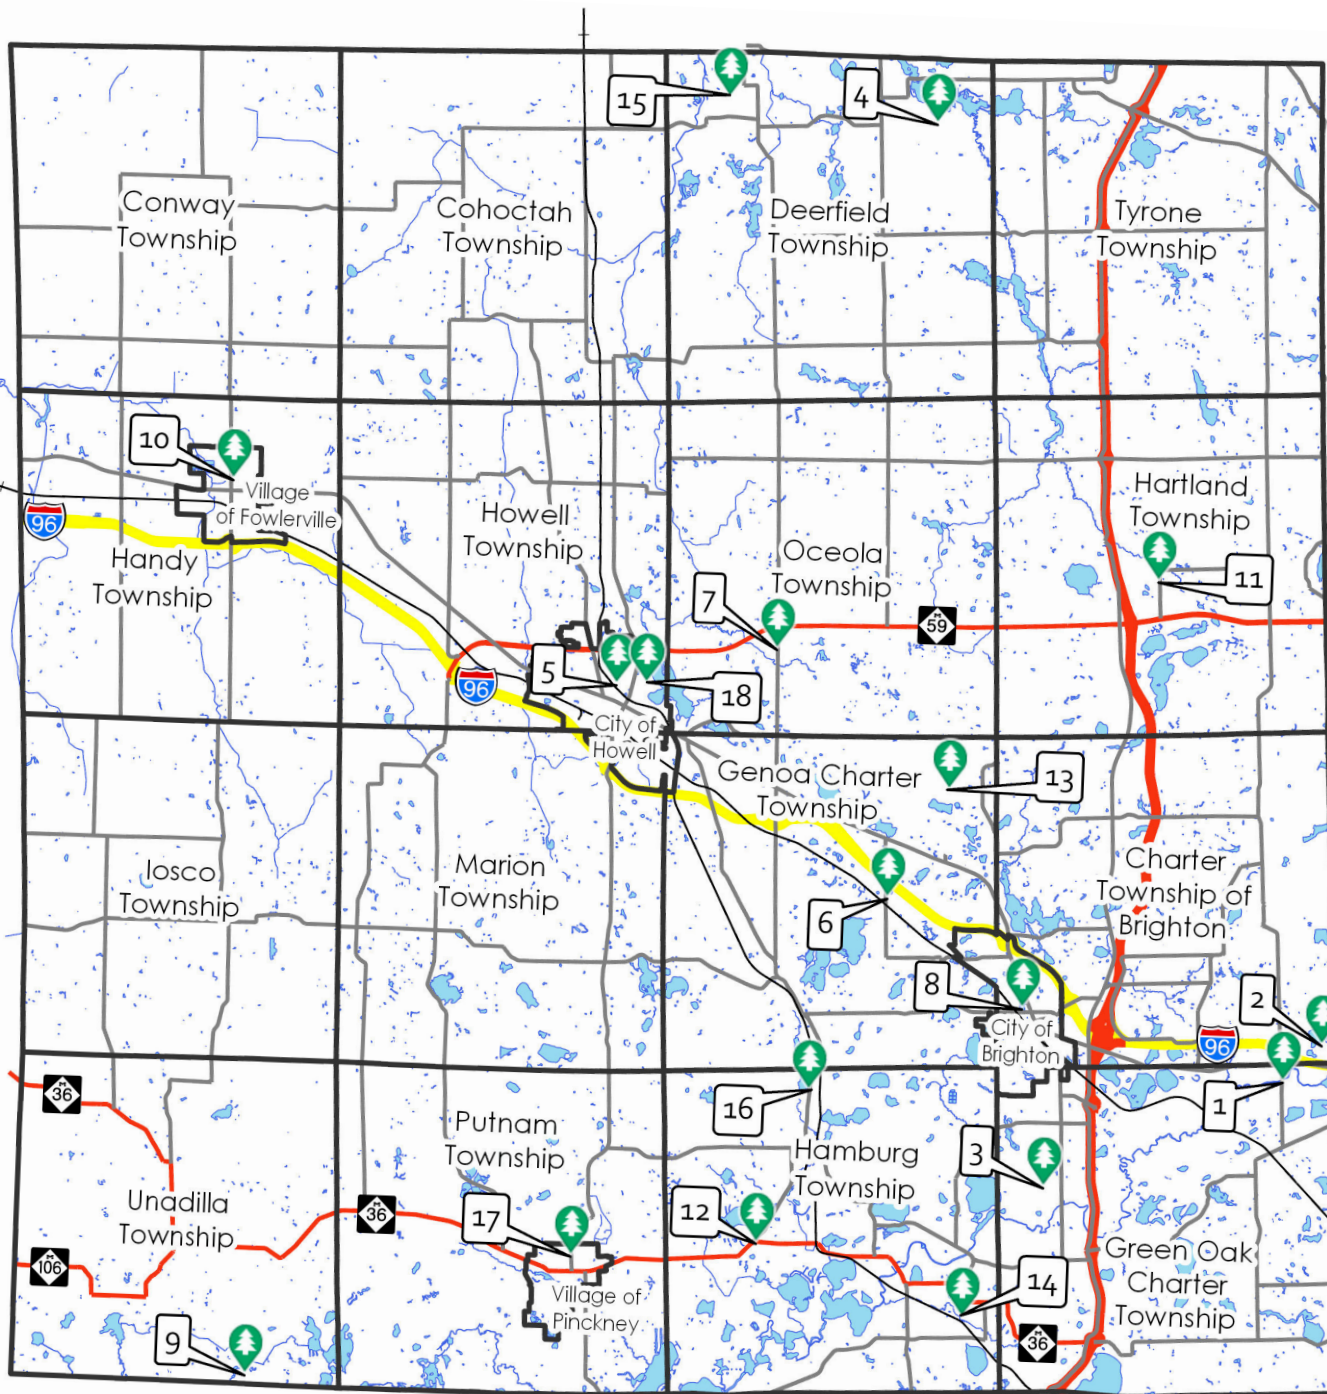 15
4
Conway
Township
Cohoctah
Township
Deerfield
Township
Tyrone
Township
10
Village
of Fowlerville
96
Handy
Township
Howell
Township
Oceola
Township
Hartland
Township
11
7
M
59
5
96
18
City of
Howell
Genoa Charter
Township
13
Iosco
Township
Marion
Township
Charter
Township of
Brighton
6
8
2
City of
Brighton
96
M
36
16
1
Putnam
Township
Hamburg
Township
3
Unadilla
Township
M
36
17
12
M
106
Green Oak
Charter
Township
14
Village of
Pinckney
9
M
36